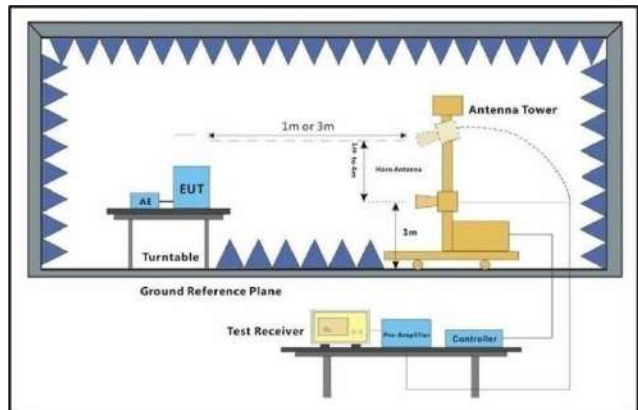 Antenna Tower
1m or 3m
1m to 4m
Horn Antenna
EUT
AE
1m
Turntable
Ground Reference Plane
Test Receiver
Pre-Amplifier
Controller